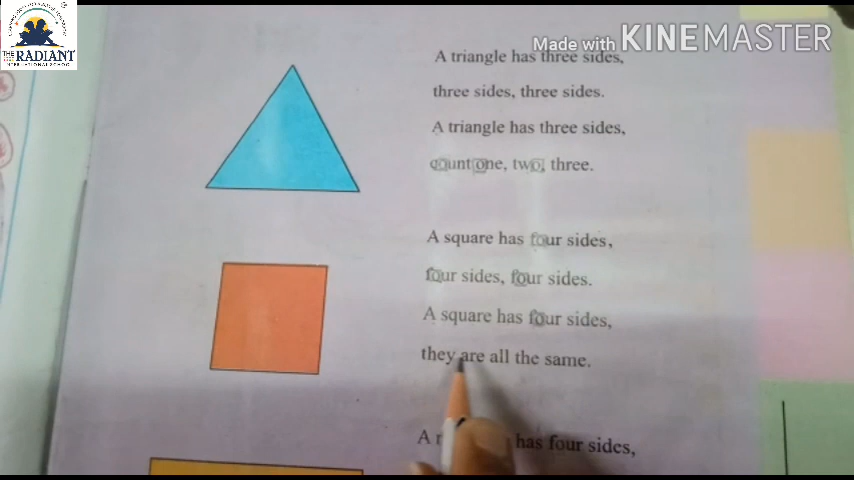 THE RADIANT
INTERNATIONAL SCHOOL
Made with KINEMASTER
A triangle has three sides,
three sides, three sides.
A triangle has three sides,
count one, two, three.
A square has four sides,
four sides, four sides.
A square has four sides,
they are all the same.
A has four sides,